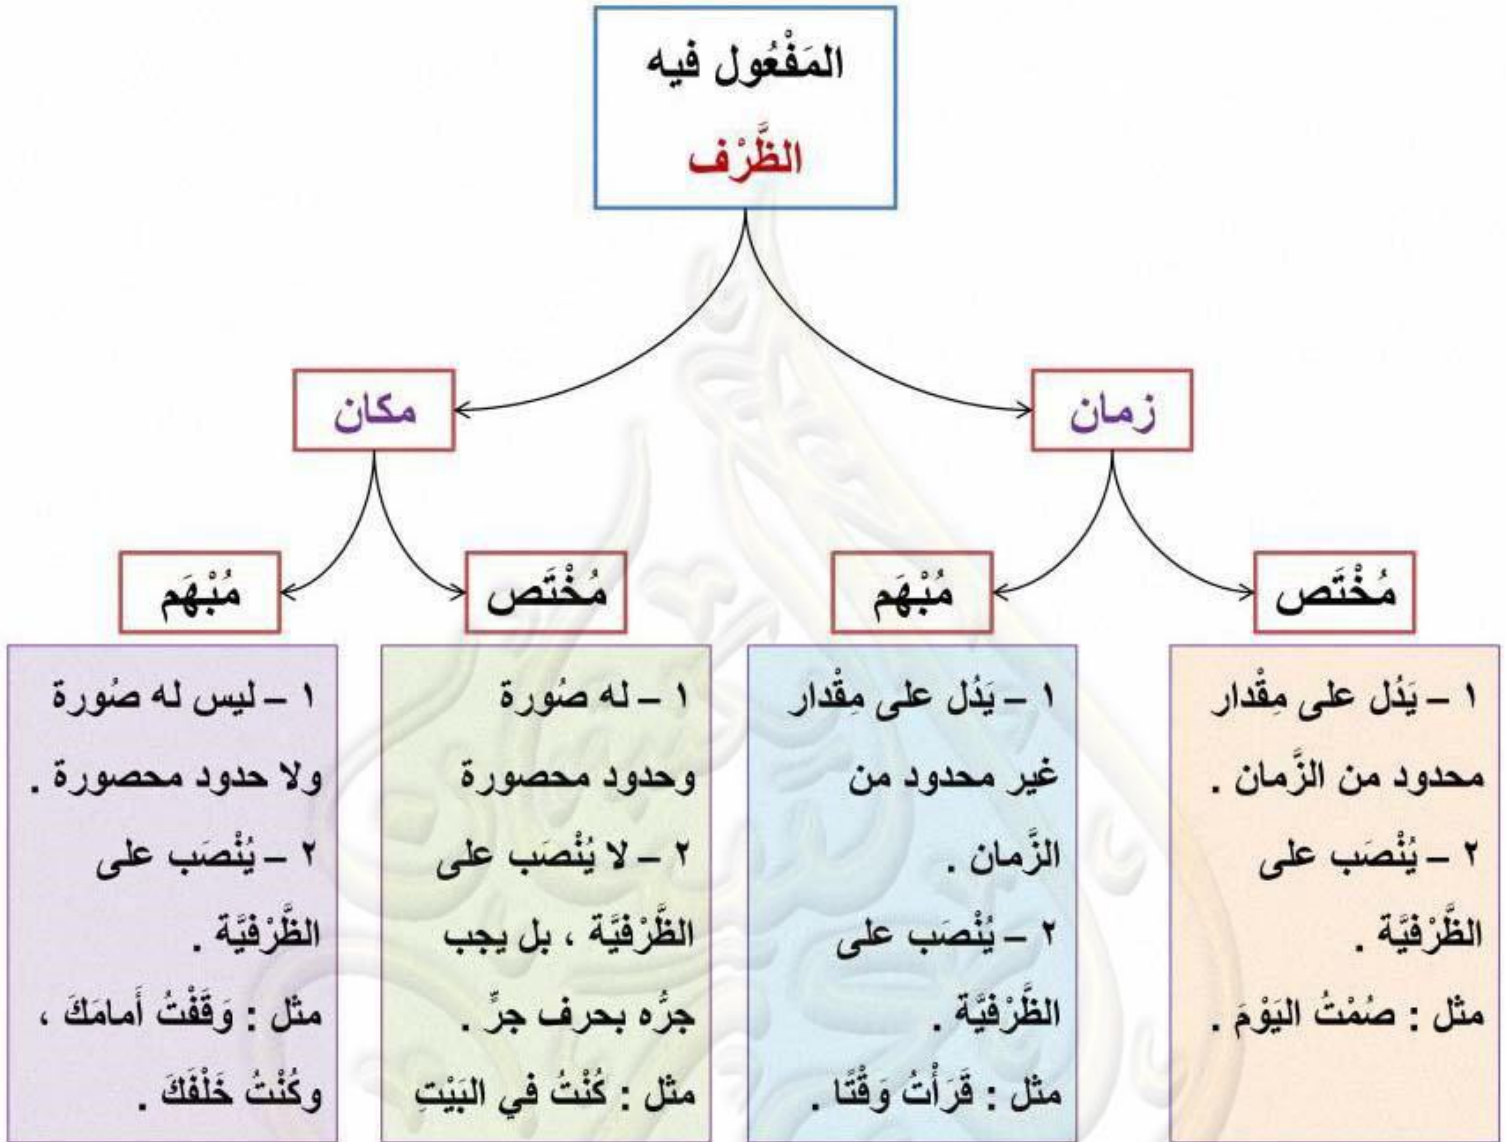 المَفْعُول فيه
الظَّرْف
زمان
مكان
مُخْتَص
مُبْهَم
مُخْتَص
مُبْهَم
١ – يَدُل على مِقْدار
محدود من الزَّمان .
٢ – يُنْصَب على
الظَّرْفيَّة .
مثل : صُمْتُ اليَوْمَ .
١ – يَدُل على مِقْدار
غير محدود من
الزَّمان .
٢ – يُنْصَب على
الظَّرْفيَّة .
مثل : قَرَأْتُ وَقْتًا .
١ – له صُورة
وحدود محصورة
٢ – لا يُنْصَب على
الظَّرْفيَّة ، بل يجب
جرُّه بحرف جرٍّ .
مثل : كُنْتُ في البَيْتِ
١ – ليس له صُورة
ولا حدود محصورة .
٢ – يُنْصَب على
الظَّرْفيَّة .
مثل : وَقَفْتُ أَمامَكَ ،
وكُنْتُ خَلْفَكَ .